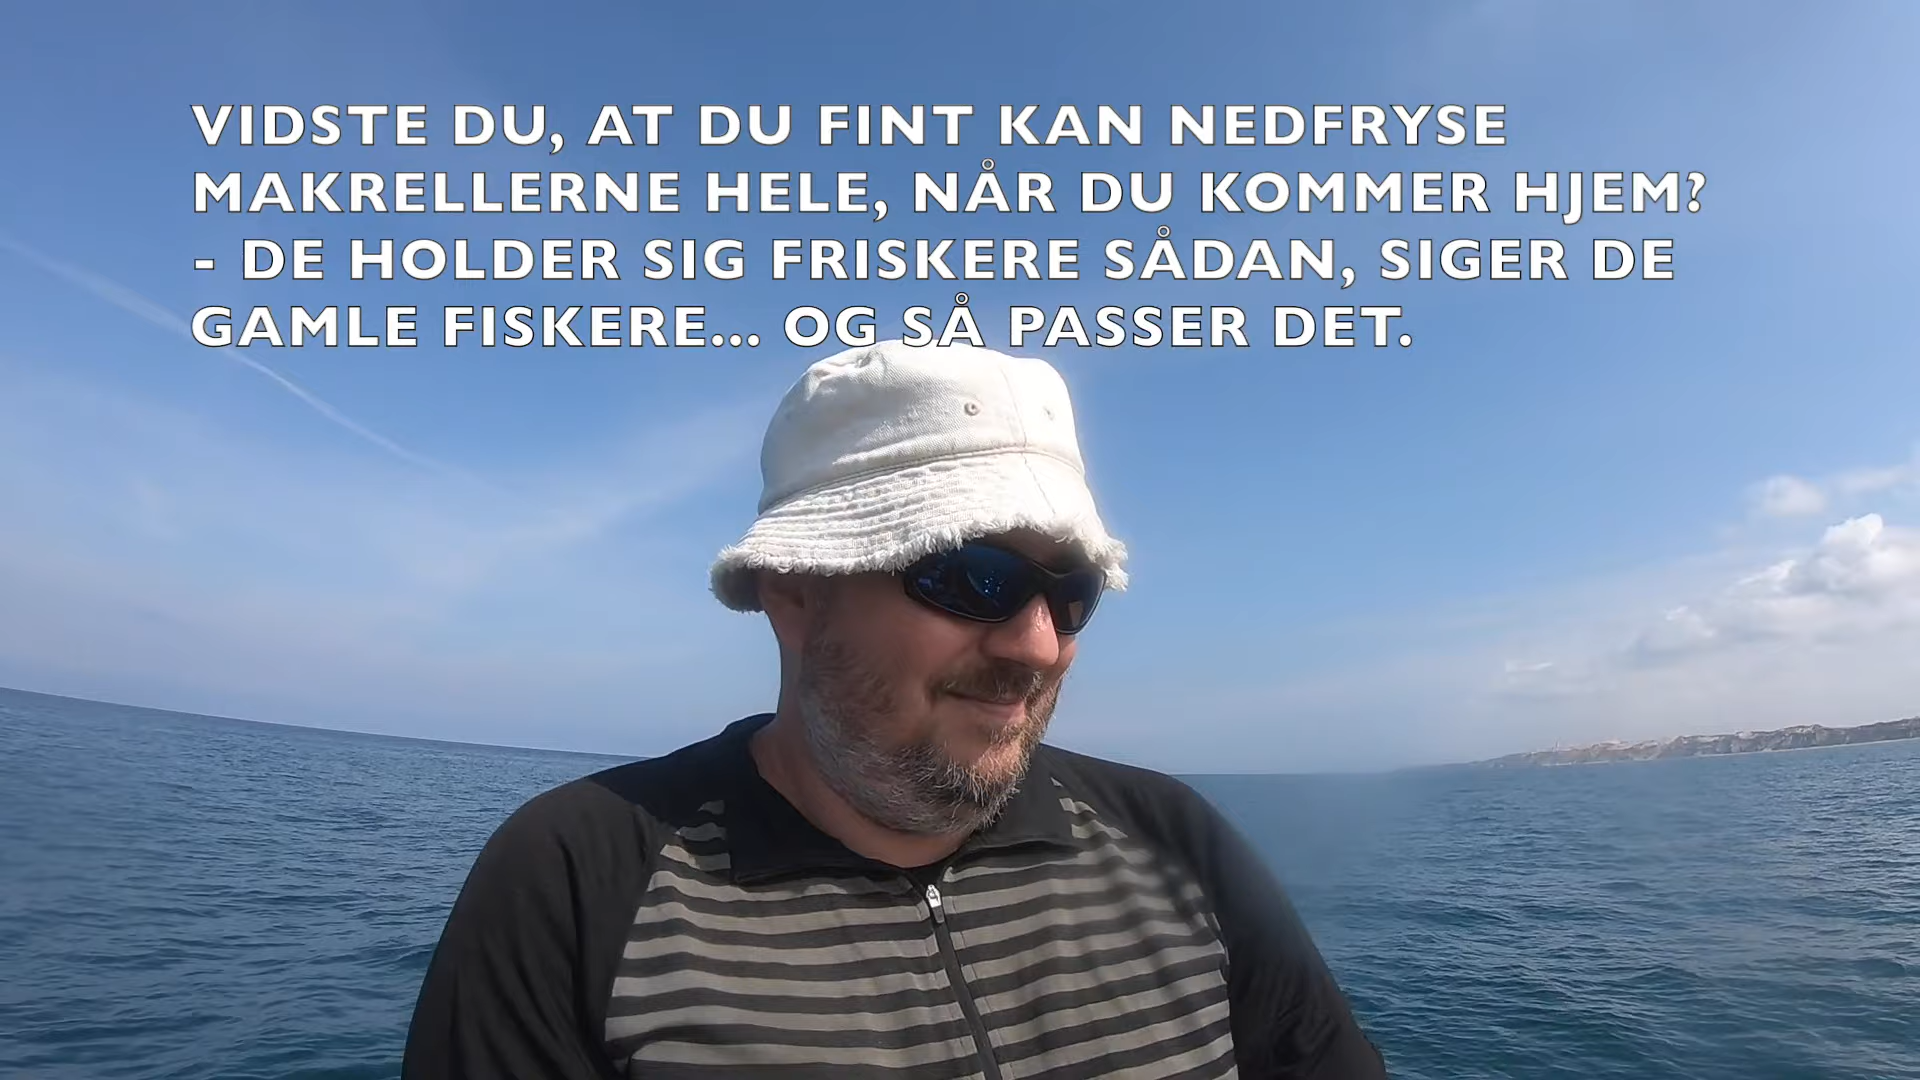 VIDSTE DU, AT DU FINT KAN NEDFRYSE
MAKRELLERNE HELE, NÅR DU KOMMER HJEM?
- DE HOLDER SIG FRISKERE SÅDAN, SIGER DE
GAMLE FISKERE... OG SÅ PASSER DET.